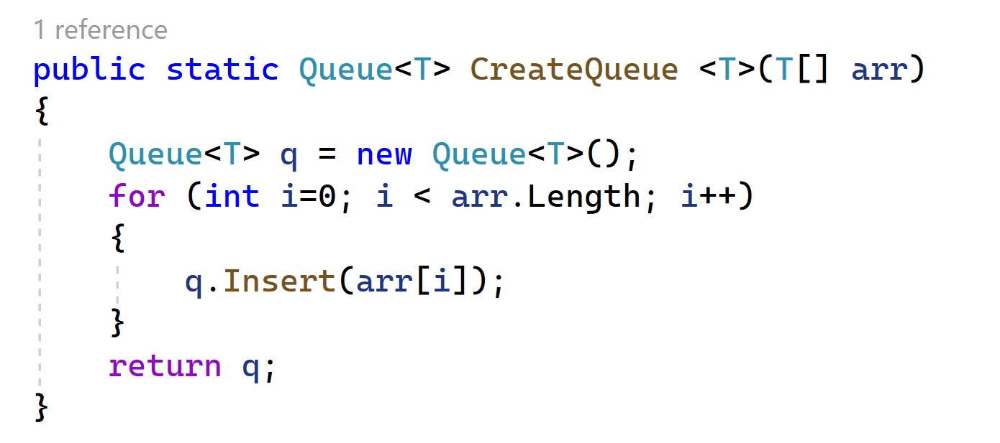 1 reference
public static Queue<T> CreateQueue <T>(T[] arr)
{
    Queue<T> q = new Queue<T>();
    for (int i=0; i < arr.Length; i++)
    {
        q.Insert(arr[i]);
    }
    return q;
}